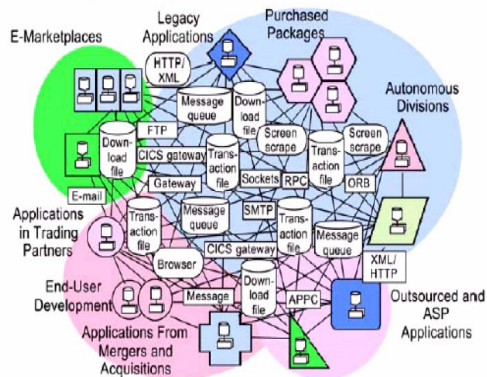 Legacy
Applications
Purchased
Packages
E-Marketplaces
HTTP/
XML
Autonomous
Divisions
Message
queue
Down-
load
file
Screen
scrape
Screen
scrape
Down-
load
file
FTP
CICS gateway
Trans-
action
file
Sockets
RPC
Trans-
action
file
ORB
Gateway
E-mail
Applications
in Trading
Partners
Trans-
action
file
Message
queue
SMTP
Trans-
action
file
Message
queue
CICS gateway
Browser
XML/
HTTP
End-User
Development
Message
Down-
load
file
APPC
Outsourced and
ASP
Applications
Applications From
Mergers and
Acquisitions